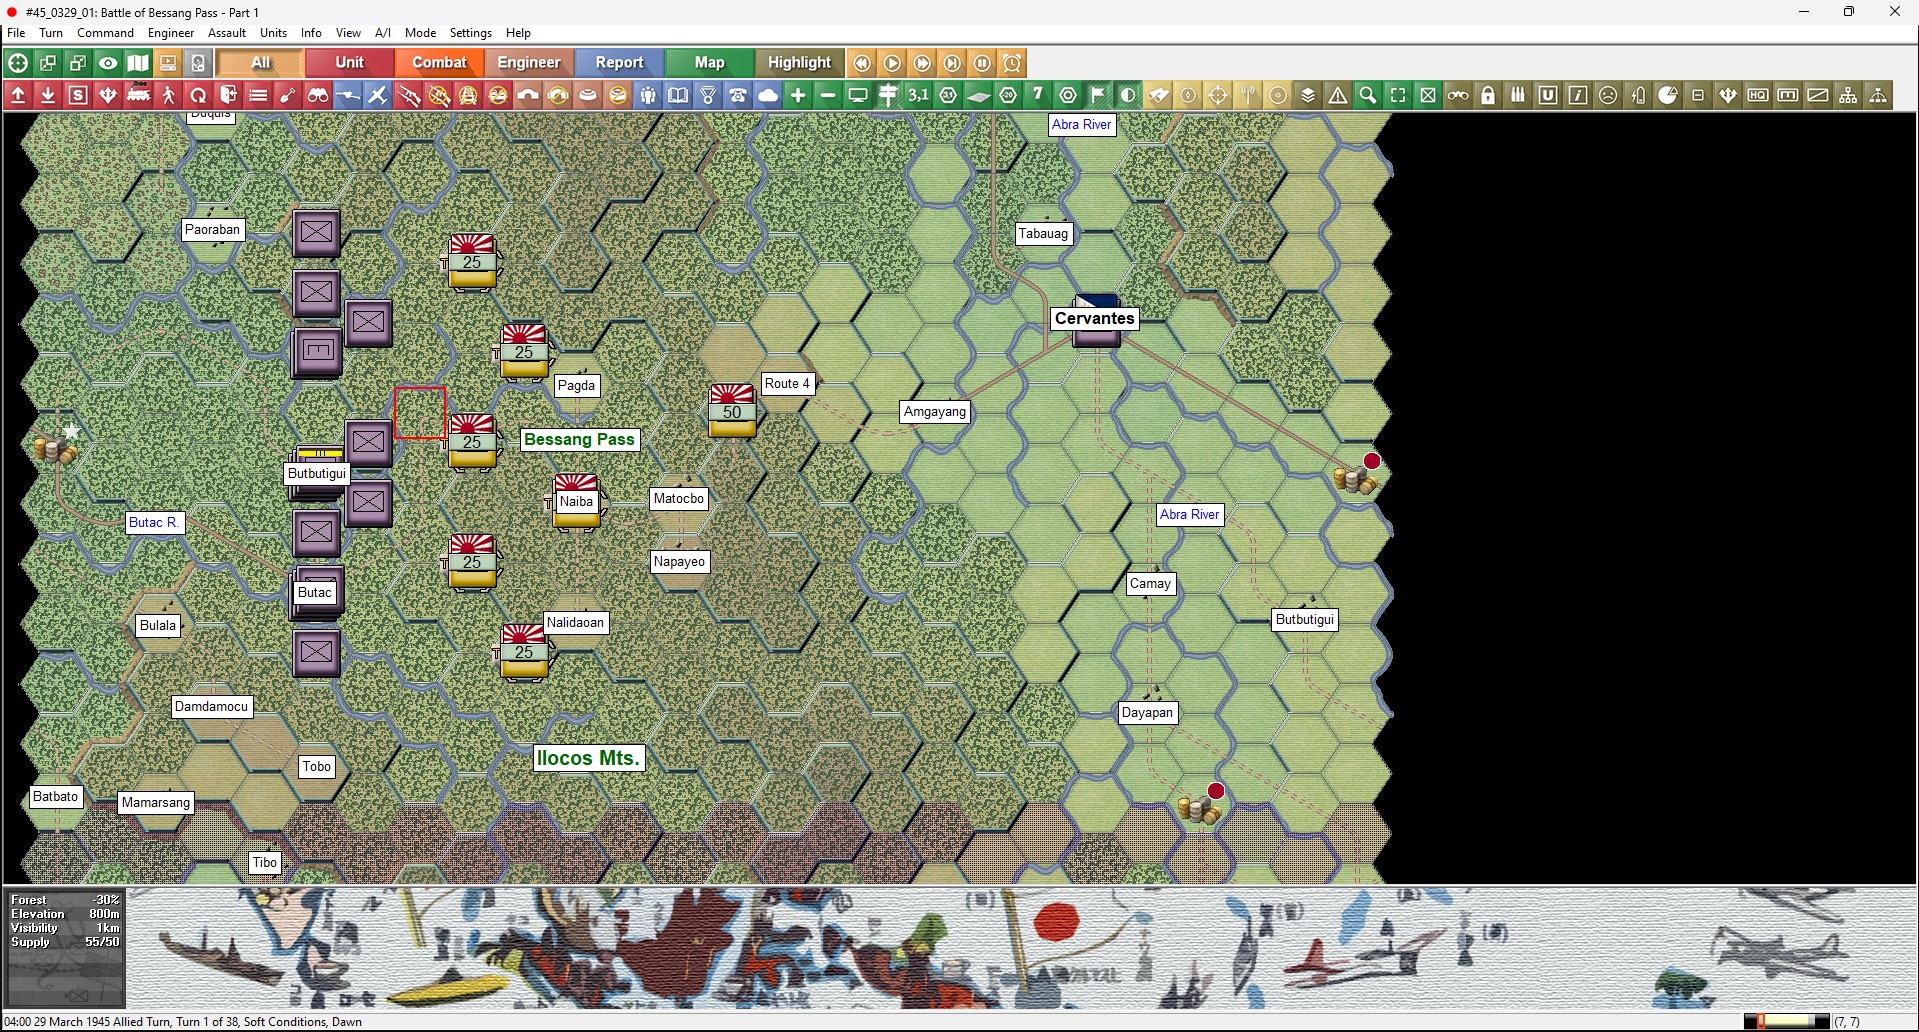 #45_0329_01: Battle of Bessang Pass - Part 1
File Turn Command Engineer Assault Units Info View A/I Mode Settings Help
All Unit Combat Engineer Report Map Highlight
3,1
7
HQ
Duquis
Abra River
Paoraban
Tabauag
25
Cervantes
25
Pagda
Route 4
50
Amgayang
25
Bessang Pass
Butbutigui
Naiba
Matocbo
Butac R.
Abra River
25
Napayeo
Camay
Butac
Bulala
Nalidaoan
Butbutigui
25
Damdamocu
Dayapan
Ilocos Mts.
Tobo
Batbato
Mamarsang
Tibo
Forest -30%
Elevation 800m
Visibility 1km
Supply 55/50
04:00 29 March 1945 Allied Turn, Turn 1 of 38, Soft Conditions, Dawn
(7, 7)